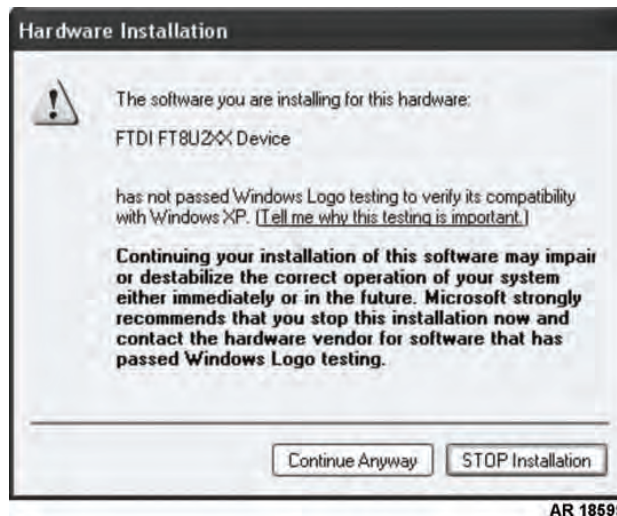 Hardware Installation
The software you are installing for this hardware:
FTDI FT8U2XX Device
has not passed Windows Logo testing to verify its compatibility
with Windows XP. (Tell me why this testing is important.)
Continuing your installation of this software may impair
or destabilize the correct operation of your system
either immediately or in the future. Microsoft strongly
recommends that you stop this installation now and
contact the hardware vendor for software that has
passed Windows Logo testing.
Continue Anyway STOP Installation